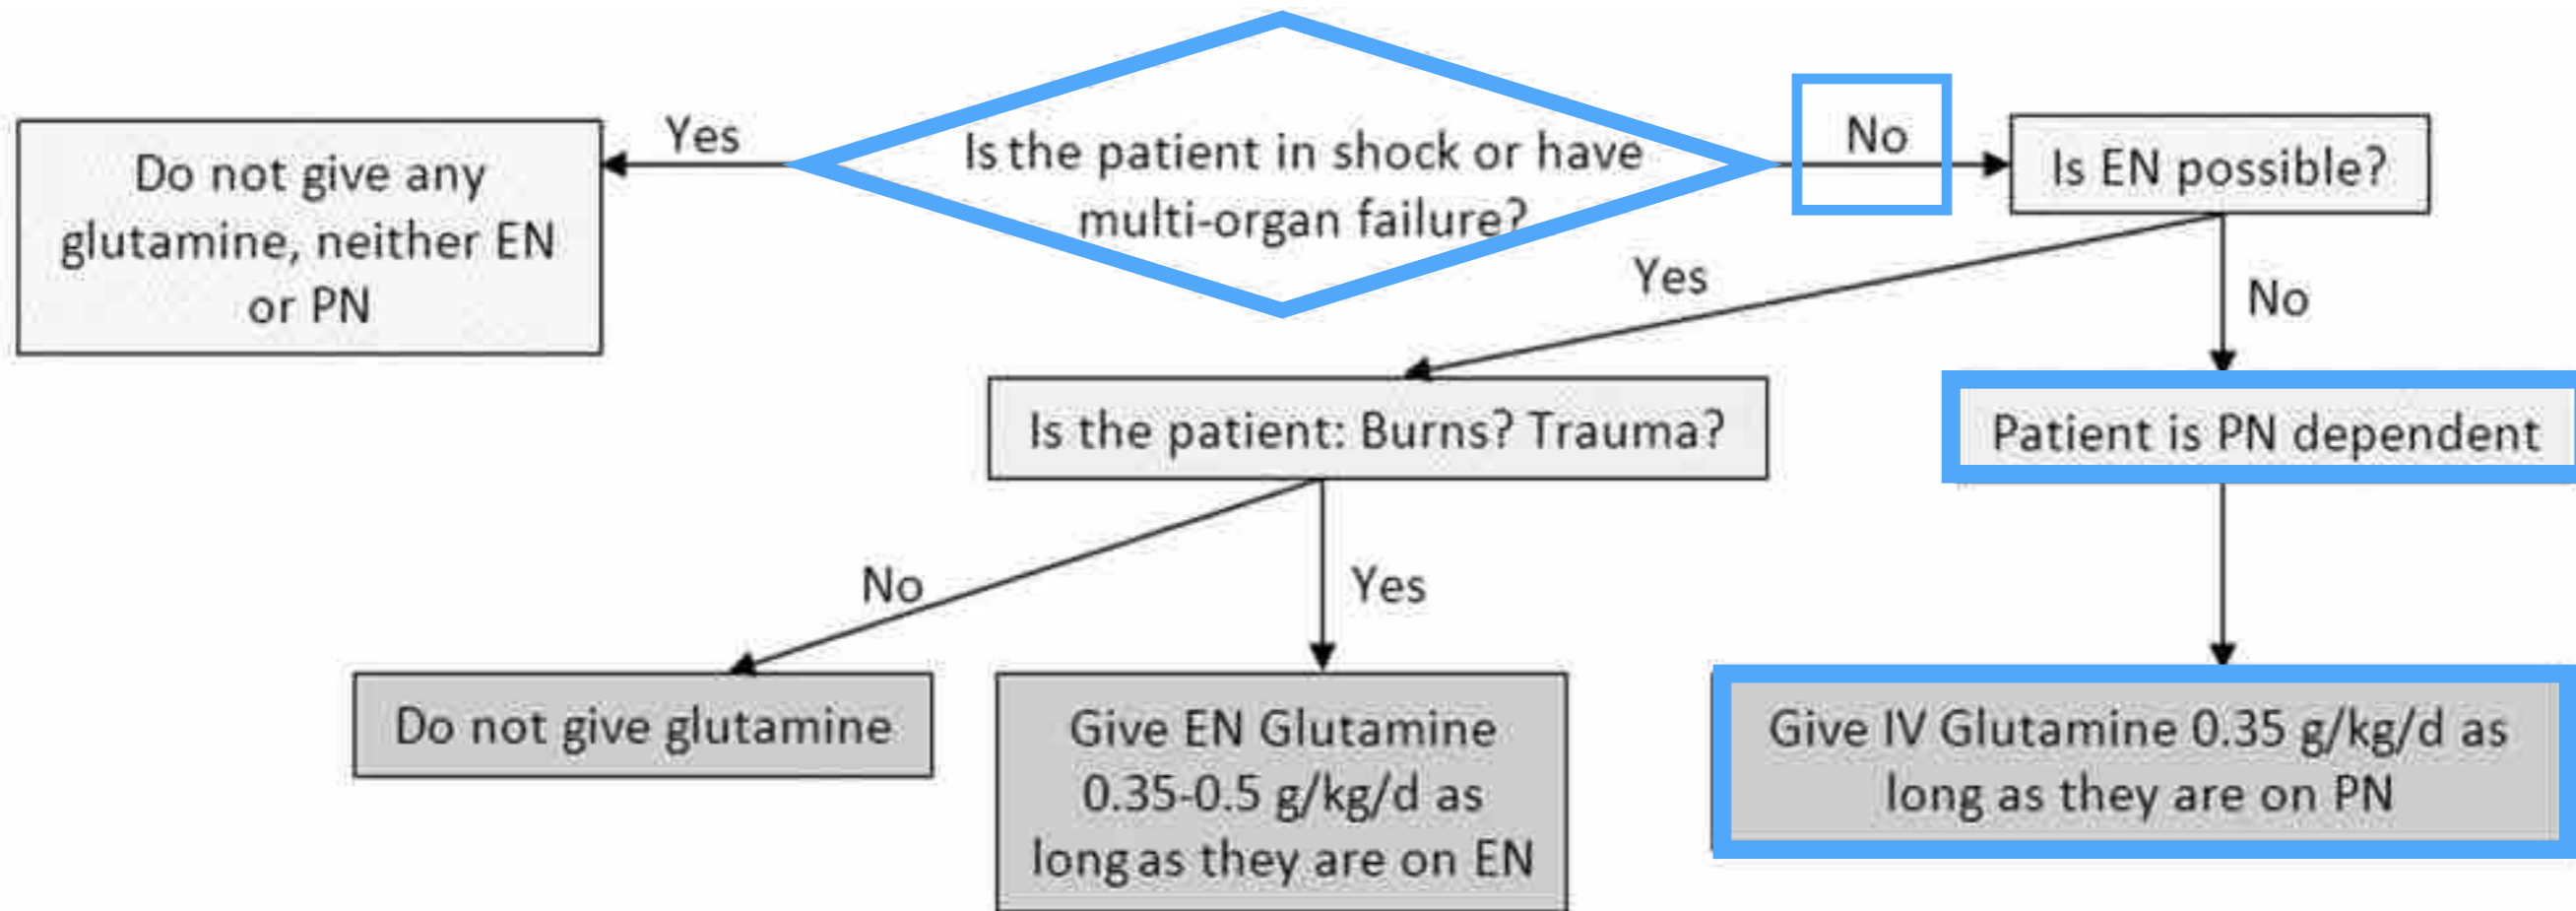 Yes
Is the patient in shock or have
multi-organ failure?
No
Is EN possible?
Do not give any
glutamine, neither EN
or PN
Yes
No
Is the patient: Burns? Trauma?
Patient is PN dependent
No
Yes
Do not give glutamine
Give EN Glutamine
0.35-0.5 g/kg/d as
long as they are on EN
Give IV Glutamine 0.35 g/kg/d as
long as they are on PN